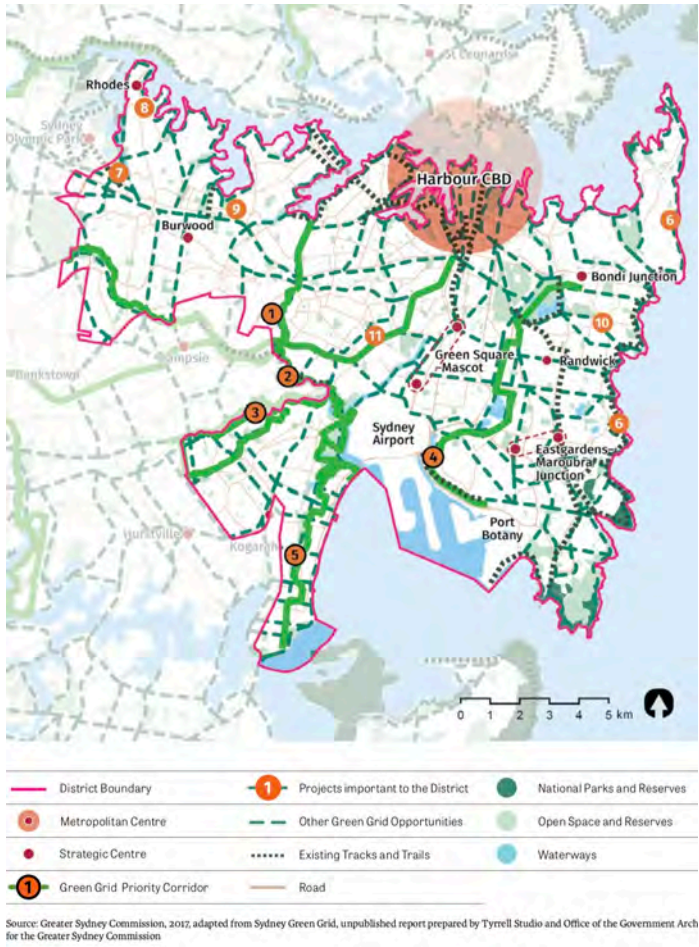 St Leonards
Rhodes
8
Sydney
Olympic Park
7
Harbour CBD
9
6
Burwood
Bondi Junction
1
11
10
Campsie
Green Square
-Mascot
Randwick
2
Bankstown
3
Sydney
Airport
6
4
Eastgardens-
Maroubra
Junction
Port
Botany
Hurstville
Kogarah
5
0 1 2 3 4 5 km
District Boundary
1 Projects important to the District
National Parks and Reserves
Metropolitan Centre
Other Green Grid Opportunities
Open Space and Reserves
Strategic Centre
Existing Tracks and Trails
Waterways
1 Green Grid Priority Corridor
Road
Source: Greater Sydney Commission, 2017, adapted from Sydney Green Grid, unpublished report prepared by Tyrrell Studio and Office of the Government Arch
for the Greater Sydney Commission